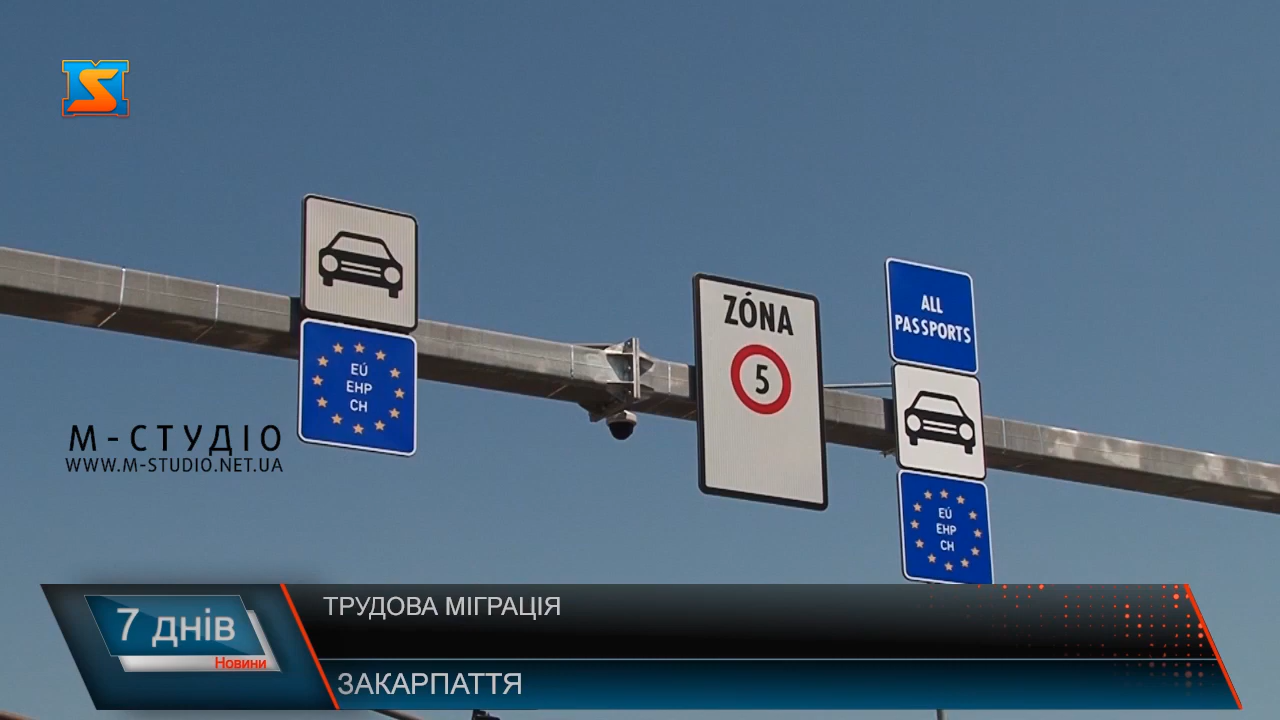 EÚ
EHP
CH
ZÓNA
5
ALL
PASSPORTS
EÚ
EHP
CH
М-СТУДІО
WWW.M-STUDIO.NET.UA
7 днів
Новини
ТРУДОВА МІГРАЦІЯ
ЗАКАРПАТТЯ